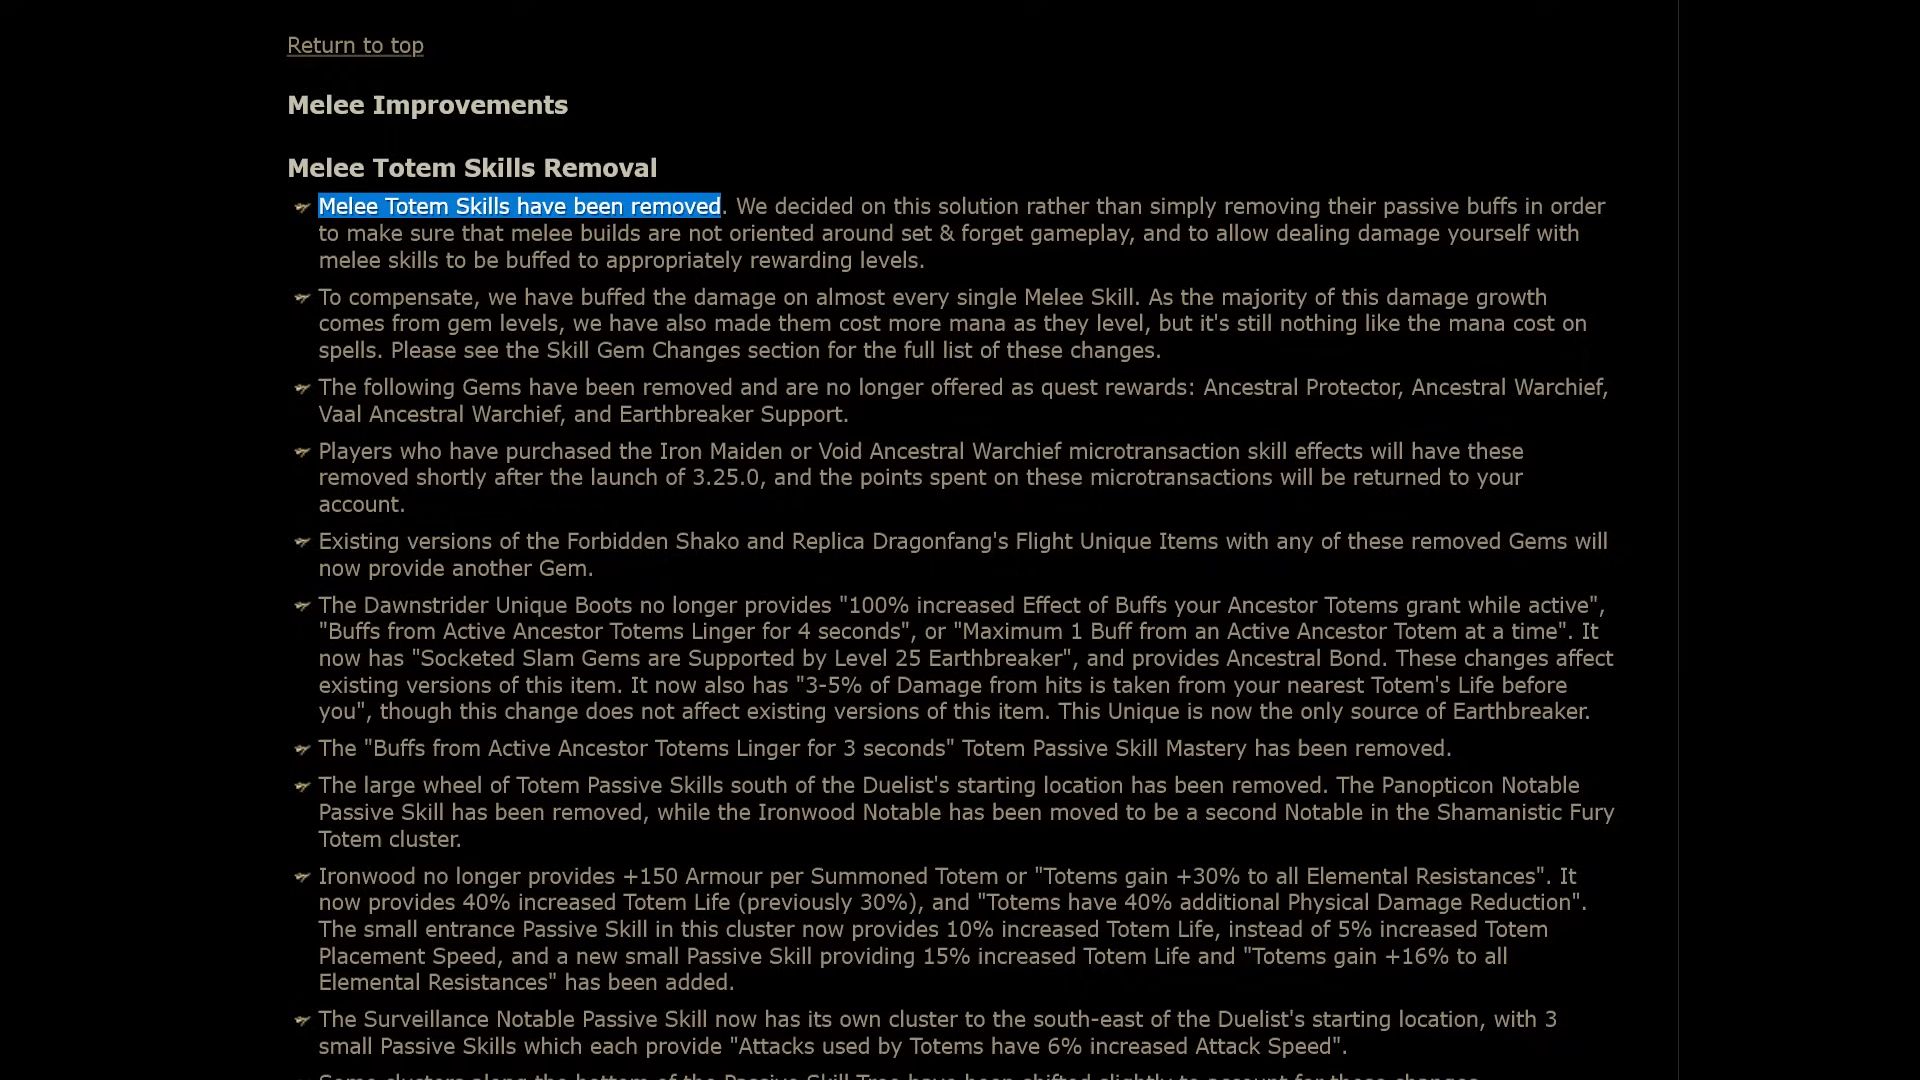 Return to top
Melee Improvements
Melee Totem Skills Removal
Melee Totem Skills have been removed. We decided on this solution rather than simply removing their passive buffs in order
to make sure that melee builds are not oriented around set & forget gameplay, and to allow dealing damage yourself with
melee skills to be buffed to appropriately rewarding levels.
To compensate, we have buffed the damage on almost every single Melee Skill. As the majority of this damage growth
comes from gem levels, we have also made them cost more mana as they level, but it's still nothing like the mana cost on
spells. Please see the Skill Gem Changes section for the full list of these changes.
The following Gems have been removed and are no longer offered as quest rewards: Ancestral Protector, Ancestral Warchief,
Vaal Ancestral Warchief, and Earthbreaker Support.
Players who have purchased the Iron Maiden or Void Ancestral Warchief microtransaction skill effects will have these
removed shortly after the launch of 3.25.0, and the points spent on these microtransactions will be returned to your
account.
Existing versions of the Forbidden Shako and Replica Dragonfang's Flight Unique Items with any of these removed Gems will
now provide another Gem.
The Dawnstrider Unique Boots no longer provides "100% increased Effect of Buffs your Ancestor Totems grant while active",
"Buffs from Active Ancestor Totems Linger for 4 seconds", or "Maximum 1 Buff from an Active Ancestor Totem at a time". It
now has "Socketed Slam Gems are Supported by Level 25 Earthbreaker", and provides Ancestral Bond. These changes affect
existing versions of this item. It now also has "3-5% of Damage from hits is taken from your nearest Totem's Life before
you", though this change does not affect existing versions of this item. This Unique is now the only source of Earthbreaker.
The "Buffs from Active Ancestor Totems Linger for 3 seconds" Totem Passive Skill Mastery has been removed.
The large wheel of Totem Passive Skills south of the Duelist's starting location has been removed. The Panopticon Notable
Passive Skill has been removed, while the Ironwood Notable has been moved to be a second Notable in the Shamanistic Fury
Totem cluster.
Ironwood no longer provides +150 Armour per Summoned Totem or "Totems gain +30% to all Elemental Resistances". It
now provides 40% increased Totem Life (previously 30%), and "Totems have 40% additional Physical Damage Reduction".
The small entrance Passive Skill in this cluster now provides 10% increased Totem Life, instead of 5% increased Totem
Placement Speed, and a new small Passive Skill providing 15% increased Totem Life and "Totems gain +16% to all
Elemental Resistances" has been added.
The Surveillance Notable Passive Skill now has its own cluster to the south-east of the Duelist's starting location, with 3
small Passive Skills which each provide "Attacks used by Totems have 6% increased Attack Speed".
Some clusters along the bottom of the Passive Skill Tree have been shifted slightly to account for these changes.